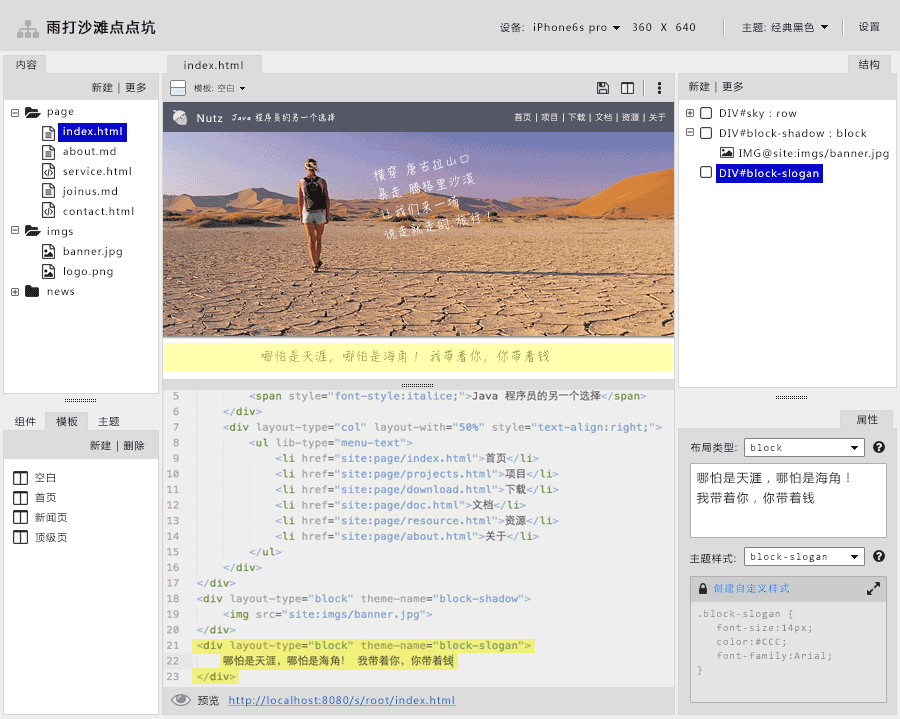 雨打沙滩点点坑
设备: iPhone6s pro 360 X 640
主题: 经典黑色
设置
内容
新建 | 更多
page
index.html
about.md
service.html
joinus.md
contact.html
imgs
banner.jpg
logo.png
news
组件 模板 主题
新建 | 删除
空白
首页
新闻页
顶级页
index.html
模板: 空白
Nutz Java 程序员的另一个选择
首页 | 项目 | 下载 | 文档 | 资源 | 关于
横穿 唐古拉山口
暴走 腾格里沙漠
让我们来一场
说走就走的 旅行！
哪怕是天涯，哪怕是海角！ 我带着你，你带着钱
5 <span style="font-style:italice;">Java 程序员的另一个选择</span>
6 </div>
7 <div layout-type="col" layout-with="50%" style="text-align:right;">
8 <ul lib-type="menu-text">
9 <li href="site:page/index.html">首页</li>
10 <li href="site:page/projects.html">项目</li>
11 <li href="site:page/download.html">下载</li>
12 <li href="site:page/doc.html">文档</li>
13 <li href="site:page/resource.html">资源</li>
14 <li href="site:page/about.html">关于</li>
15 </ul>
16 </div>
17 </div>
18 <div layout-type="block" theme-name="block-shadow">
19 <img src="site:imgs/banner.jpg">
20 </div>
21 <div layout-type="block" theme-name="block-slogan">
22 哪怕是天涯，哪怕是海角！ 我带着你，你带着钱
23 </div>
预览 http://localhost:8080/s/root/index.html
结构
新建 | 更多
DIV#sky : row
DIV#block-shadow : block
IMG@site:imgs/banner.jpg
DIV#block-slogan
属性
布局类型: block
哪怕是天涯，哪怕是海角！
我带着你，你带着钱
主题样式: block-slogan
创建自定义样式
.block-slogan {
font-size:14px;
color:#CCC;
font-family:Arial;
}